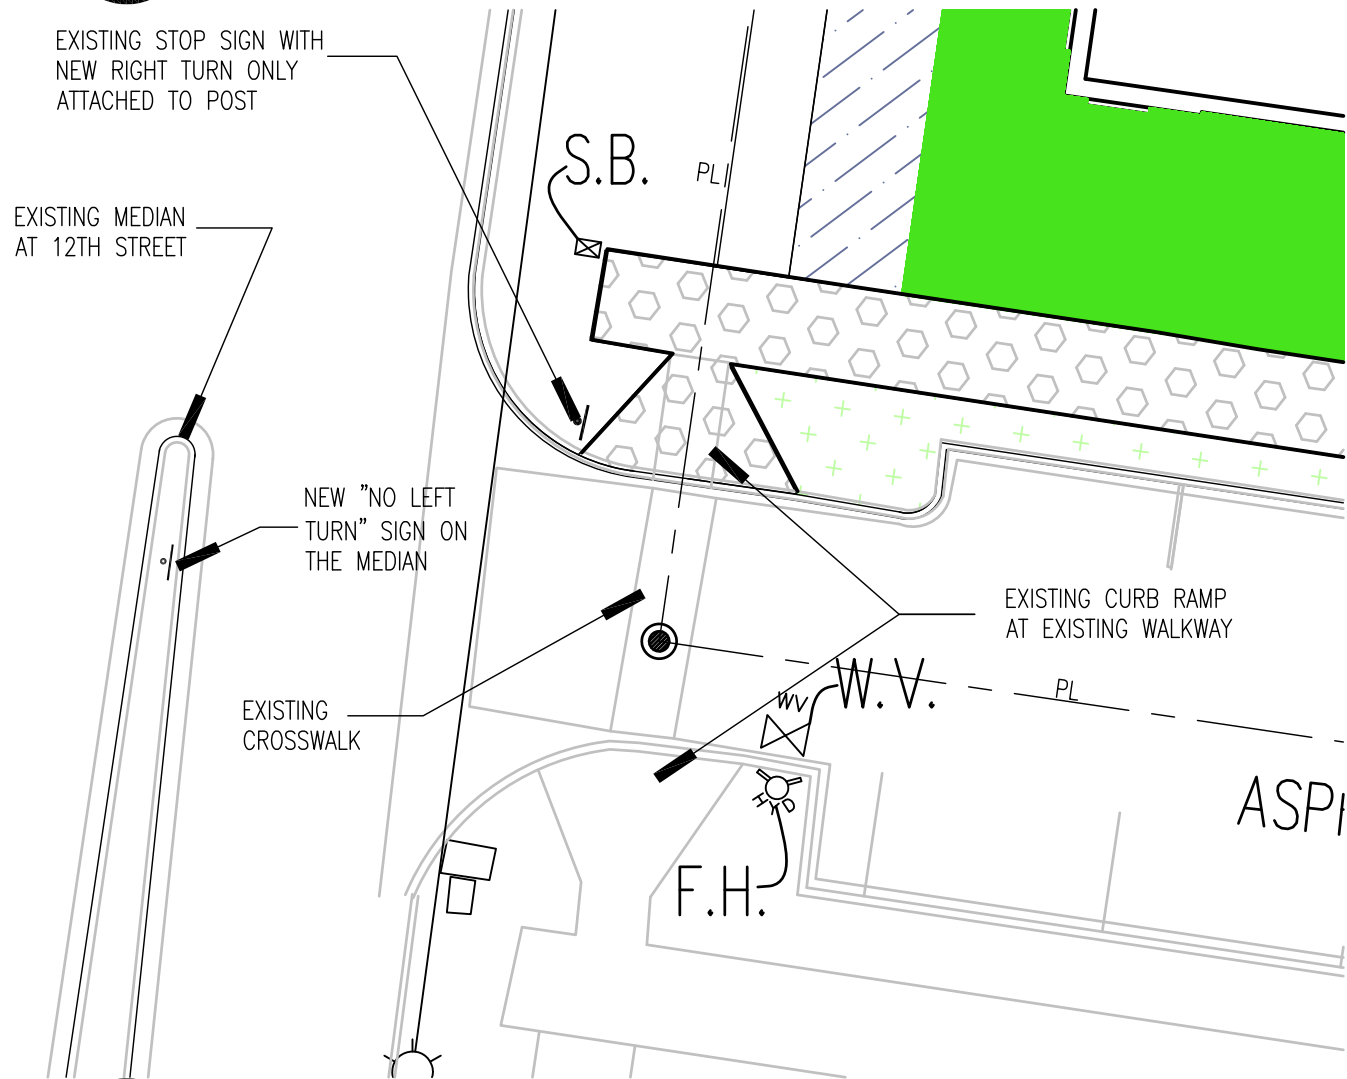 EXISTING STOP SIGN WITH
NEW RIGHT TURN ONLY
ATTACHED TO POST
S.B.
PL
EXISTING MEDIAN
AT 12TH STREET
NEW "NO LEFT
TURN" SIGN ON
THE MEDIAN
EXISTING CURB RAMP
AT EXISTING WALKWAY
EXISTING
CROSSWALK
WV
W.V.
PL
HYD
F.H.